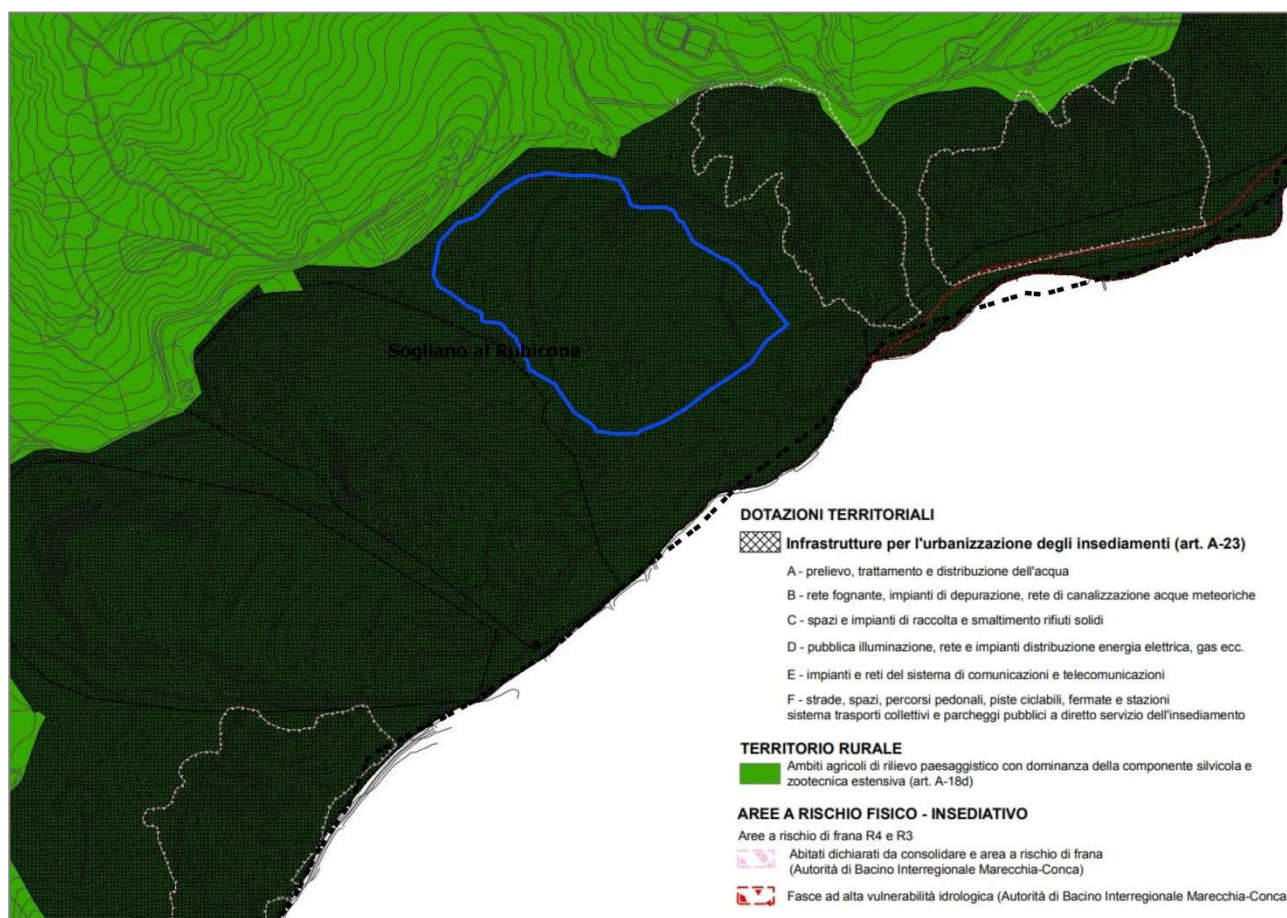 Sogliano al Rubicone
DOTAZIONI TERRITORIALI
Infrastrutture per l'urbanizzazione degli insediamenti (art. A-23)
A - prelievo, trattamento e distribuzione dell'acqua
B - rete fognante, impianti di depurazione, rete di canalizzazione acque meteoriche
C - spazi e impianti di raccolta e smaltimento rifiuti solidi
D - pubblica illuminazione, rete e impianti distribuzione energia elettrica, gas ecc.
E - impianti e reti del sistema di comunicazioni e telecomunicazioni
F - strade, spazi, percorsi pedonali, piste ciclabili, fermate e stazioni
sistema trasporti collettivi e parcheggi pubblici a diretto servizio dell'insediamento
TERRITORIO RURALE
Ambiti agricoli di rilievo paesaggistico con dominanza della componente silvicola e
zootecnica estensiva (art. A-18d)
AREE A RISCHIO FISICO - INSEDIATIVO
Aree a rischio di frana R4 e R3
Abitati dichiarati da consolidare e area a rischio di frana
(Autorità di Bacino Interregionale Marecchia-Conca)
Fasce ad alta vulnerabilità idrologica (Autorità di Bacino Interregionale Marecchia-Conca